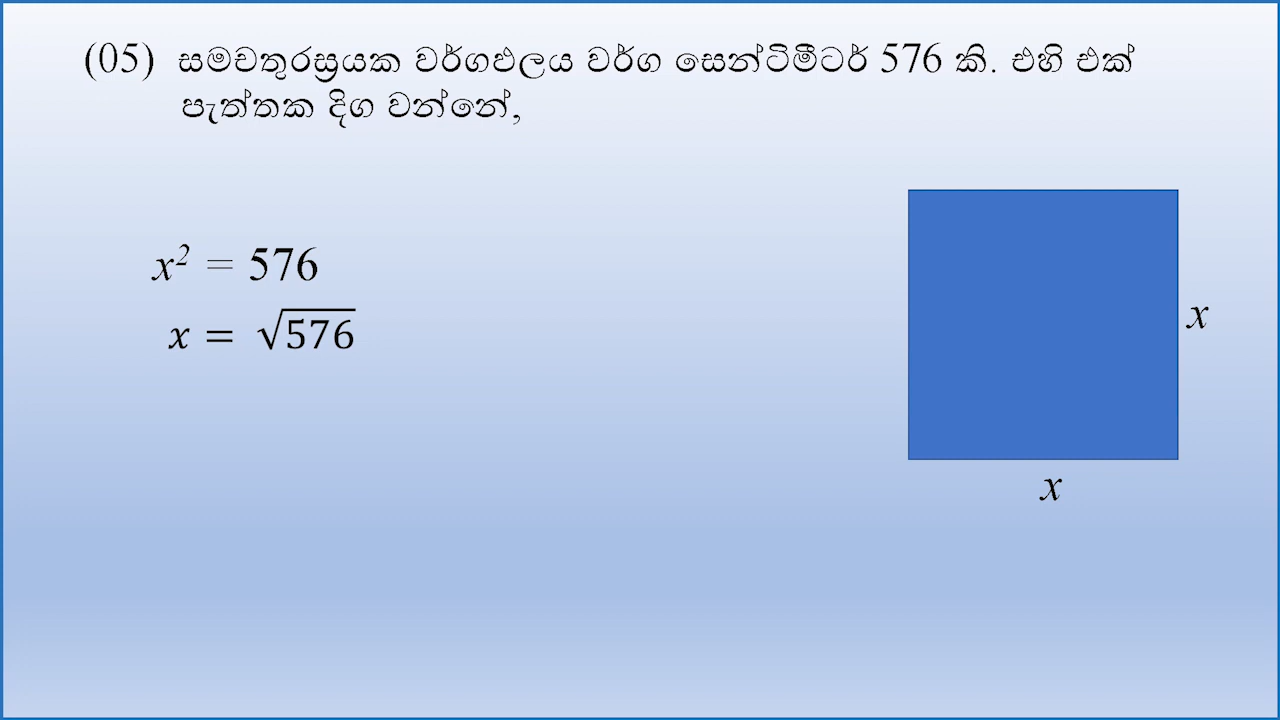 (05) සමචතුරස්‍රයක වර්ගඵලය වර්ග සෙන්ටිමීටර් 576 කි. එහි එක්
පැත්තක දිග වන්නේ,
x² = 576
x = √576
x
x